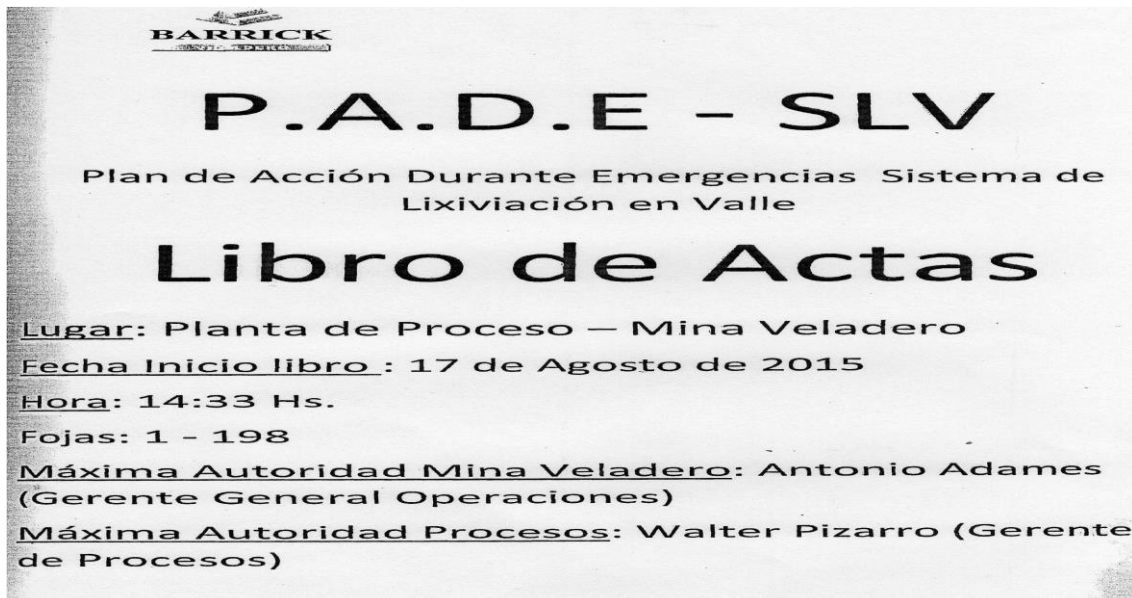 BARRICK
P.A.D.E - SLV
Plan de Acción Durante Emergencias Sistema de
Lixiviación en Valle
Libro de Actas
Lugar: Planta de Proceso – Mina Veladero
Fecha Inicio libro : 17 de Agosto de 2015
Hora: 14:33 Hs.
Fojas: 1 - 198
Máxima Autoridad Mina Veladero: Antonio Adames
(Gerente General Operaciones)
Máxima Autoridad Procesos: Walter Pizarro (Gerente
de Procesos)